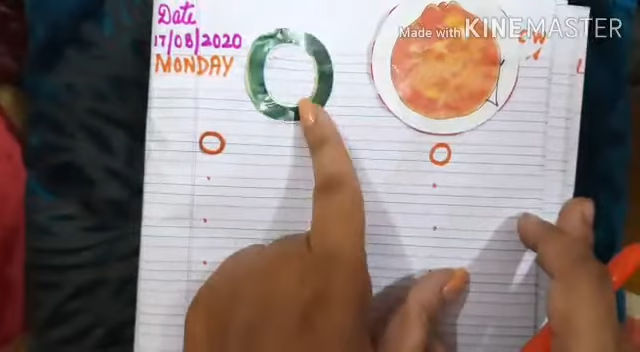 Made with KINEMASTER
Date
17/08/2020
MONDAY
O O